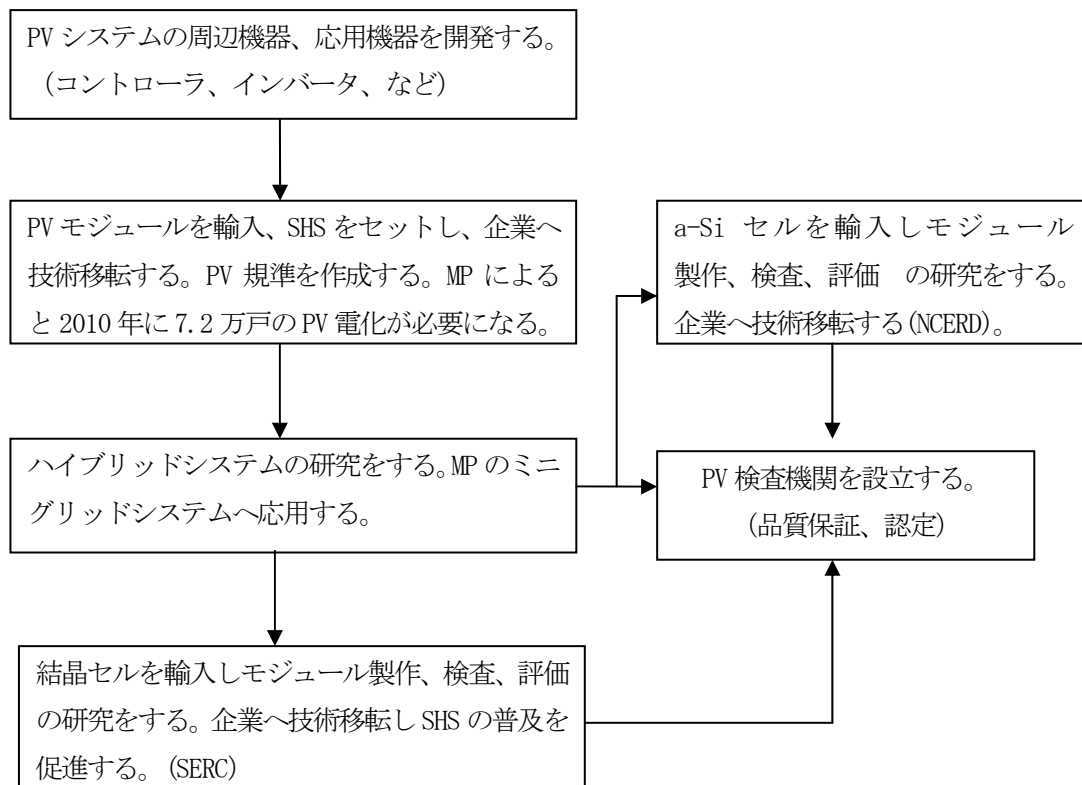 PV システムの周辺機器、応用機器を開発する。
(コントローラ、インバータ、など)
PV モジュールを輸入、SHS をセットし、企業へ
技術移転する。PV 規準を作成する。MP による
と 2010 年に 7.2 万戸の PV 電化が必要になる。
a-Si セルを輸入しモジュール
製作、検査、評価　の研究をする。
企業へ技術移転する(NCERD)。
ハイブリッドシステムの研究をする。MP のミニ
グリッドシステムへ応用する。
PV 検査機関を設立する。
(品質保証、認定)
結晶セルを輸入しモジュール製作、検査、評価
の研究をする。企業へ技術移転し SHS の普及を
促進する。(SERC)